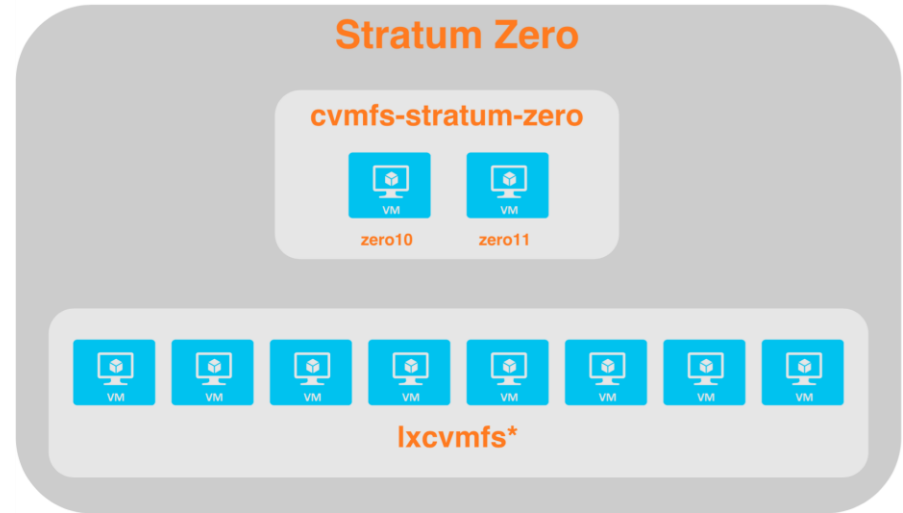 Stratum Zero
cvmfs-stratum-zero
VM VM
zero10 zero11
VM VM VM VM VM VM VM VM
lxcvmfs*